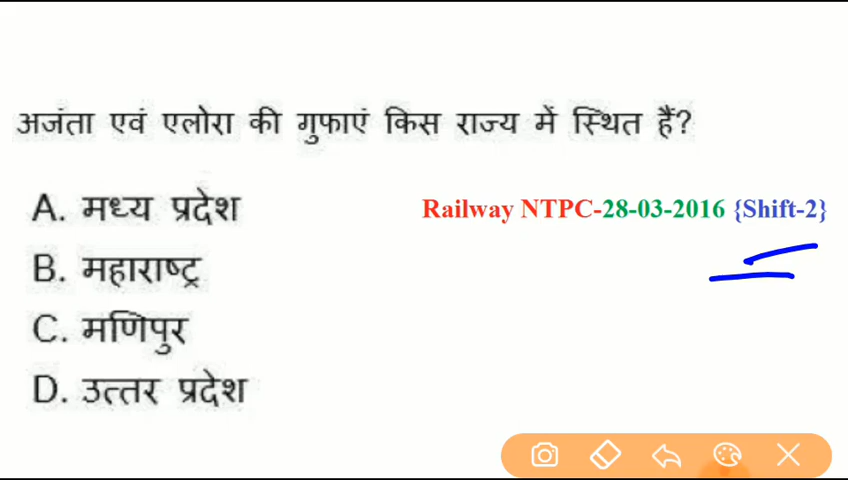 अजंता एवं एलोरा की गुफाएं किस राज्य में स्थित हैं?
A. मध्य प्रदेश
Railway NTPC-28-03-2016 {Shift-2}
B. महाराष्ट्र
C. मणिपुर
D. उत्तर प्रदेश